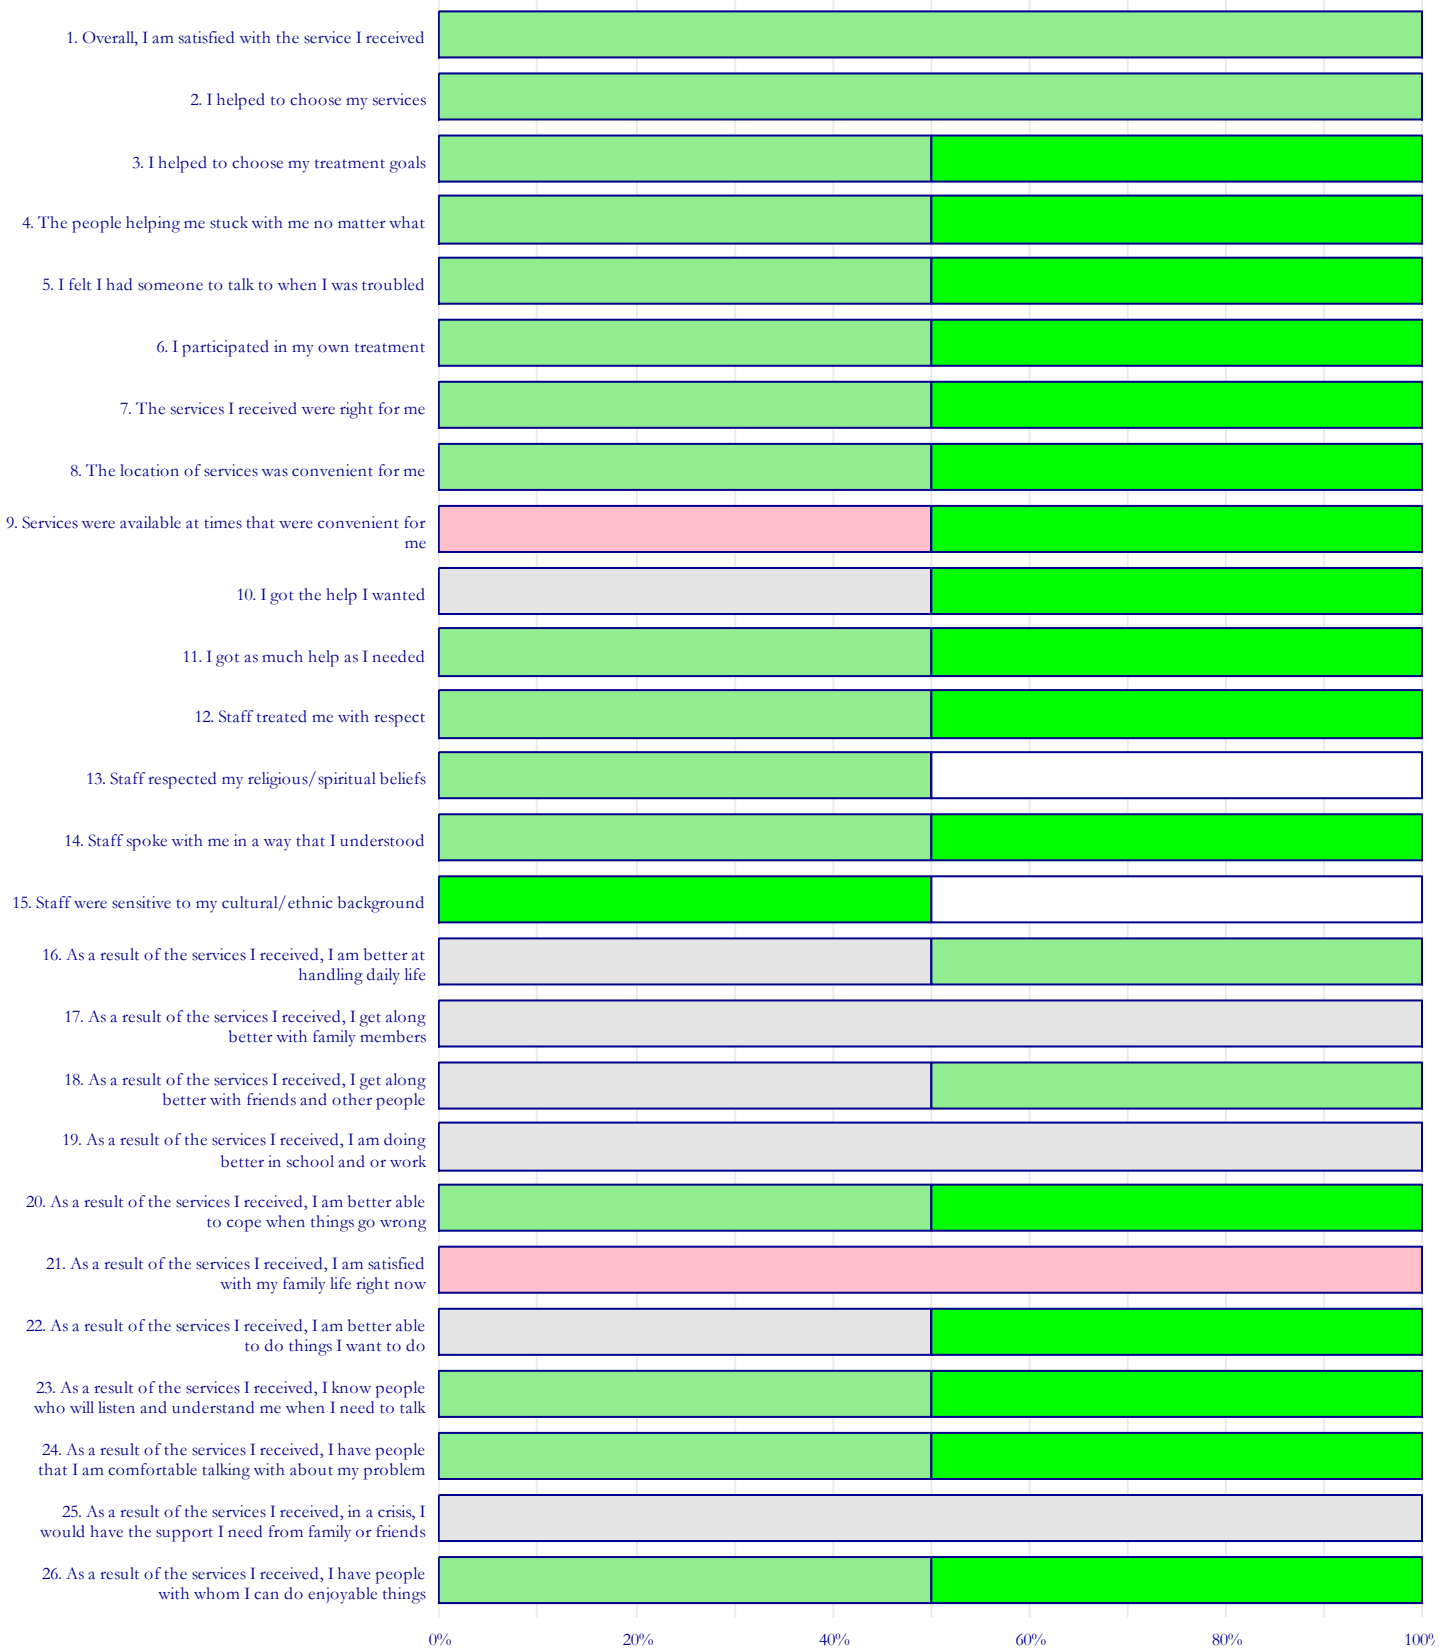 1. Overall, I am satisfied with the service I received
2. I helped to choose my services
3. I helped to choose my treatment goals
4. The people helping me stuck with me no matter what
5. I felt I had someone to talk to when I was troubled
6. I participated in my own treatment
7. The services I received were right for me
8. The location of services was convenient for me
9. Services were available at times that were convenient for
me
10. I got the help I wanted
11. I got as much help as I needed
12. Staff treated me with respect
13. Staff respected my religious/spiritual beliefs
14. Staff spoke with me in a way that I understood
15. Staff were sensitive to my cultural/ethnic background
16. As a result of the services I received, I am better at
handling daily life
17. As a result of the services I received, I get along
better with family members
18. As a result of the services I received, I get along
better with friends and other people
19. As a result of the services I received, I am doing
better in school and or work
20. As a result of the services I received, I am better able
to cope when things go wrong
21. As a result of the services I received, I am satisfied
with my family life right now
22. As a result of the services I received, I am better able
to do things I want to do
23. As a result of the services I received, I know people
who will listen and understand me when I need to talk
24. As a result of the services I received, I have people
that I am comfortable talking with about my problem
25. As a result of the services I received, in a crisis, I
would have the support I need from family or friends
26. As a result of the services I received, I have people
with whom I can do enjoyable things
0% 20% 40% 60% 80% 100%